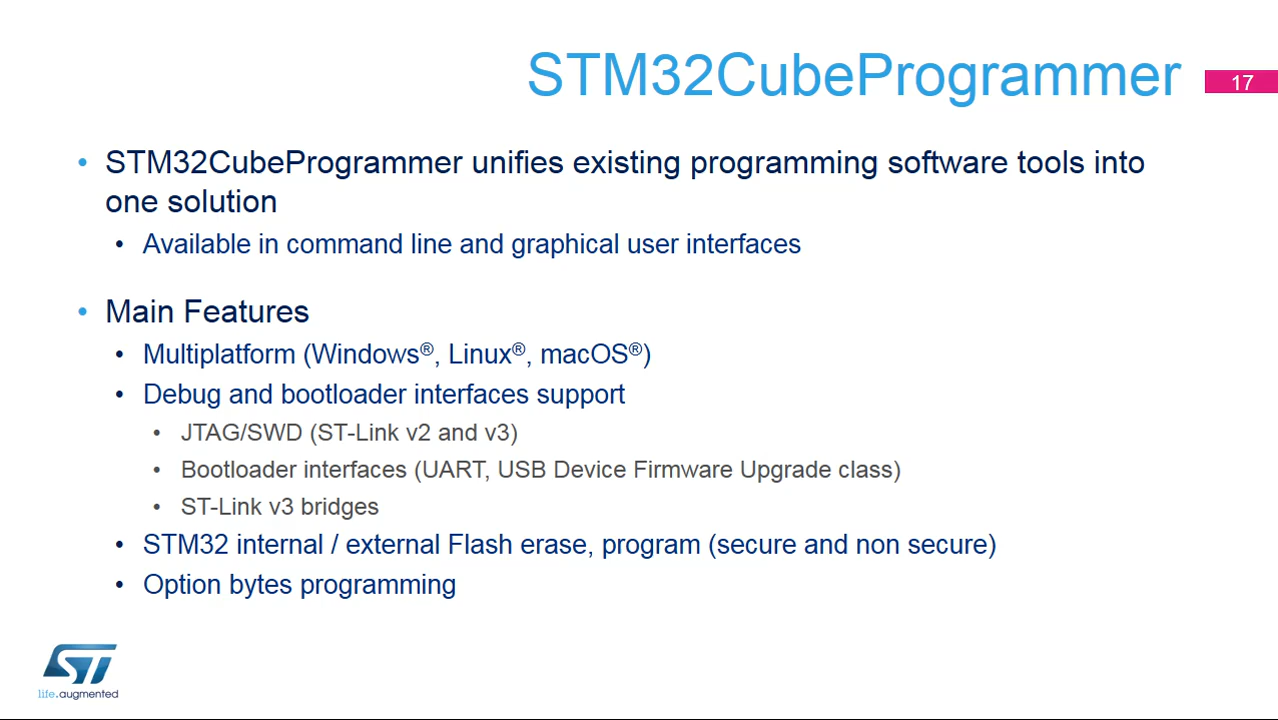 STM32CubeProgrammer
17
• STM32CubeProgrammer unifies existing programming software tools into
one solution
• Available in command line and graphical user interfaces
• Main Features
• Multiplatform (Windows®, Linux®, macOS®)
• Debug and bootloader interfaces support
• JTAG/SWD (ST-Link v2 and v3)
• Bootloader interfaces (UART, USB Device Firmware Upgrade class)
• ST-Link v3 bridges
• STM32 internal / external Flash erase, program (secure and non secure)
• Option bytes programming
ST
life.augmented